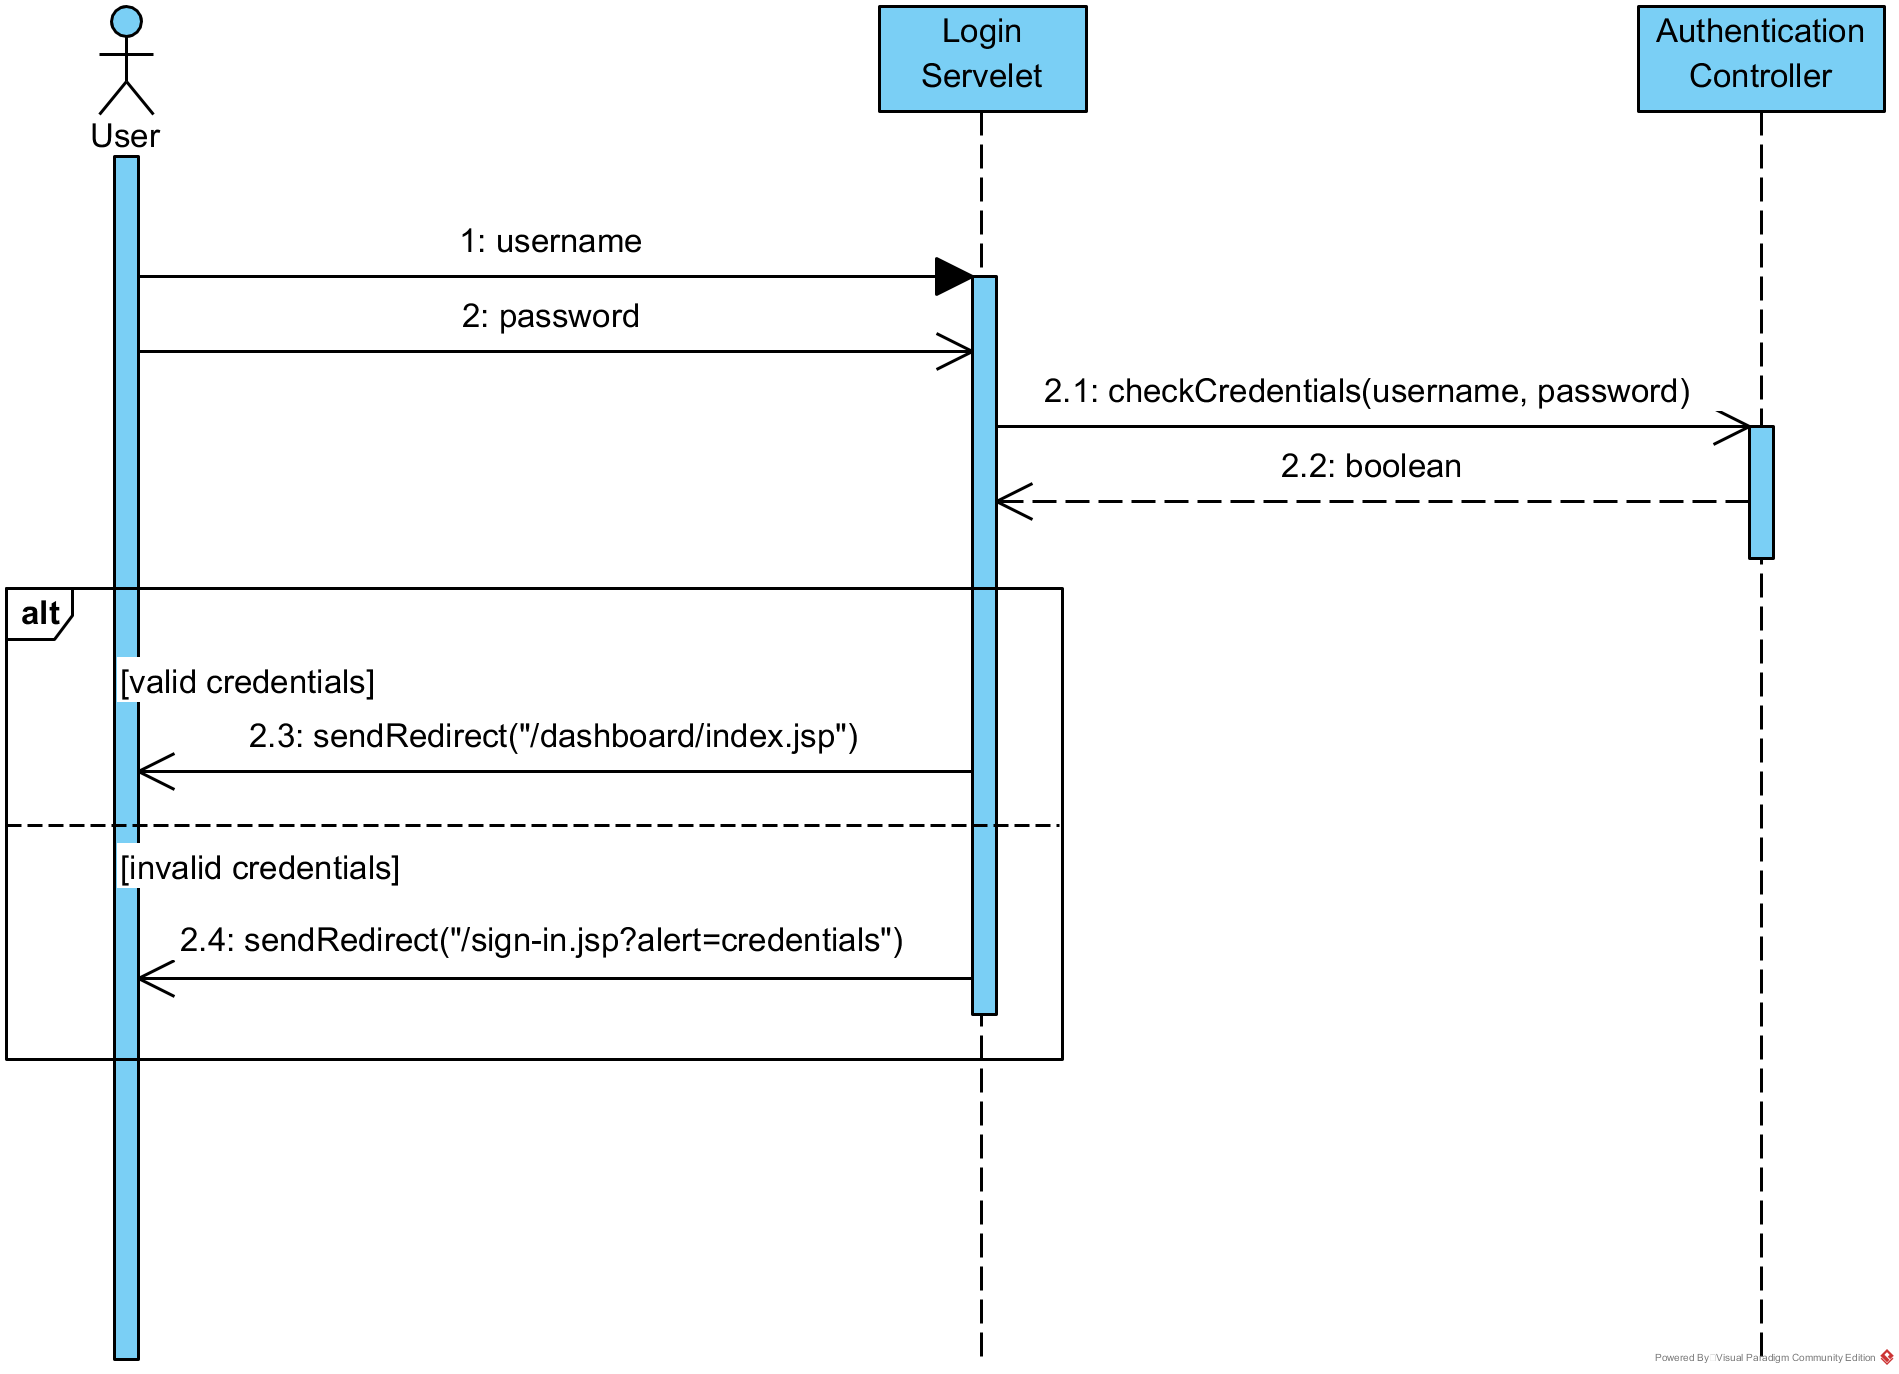 User
Login
Servelet
Authentication
Controller
1: username
2: password
2.1: checkCredentials(username, password)
2.2: boolean
alt
[valid credentials]
2.3: sendRedirect("/dashboard/index.jsp")
[invalid credentials]
2.4: sendRedirect("/sign-in.jsp?alert=credentials")
Powered By Visual Paradigm Community Edition